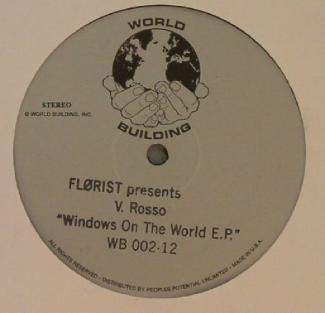 WORLD
BUILDING
STEREO
© WORLD BUILDING, INC.
FLØRIST presents
V. Rosso
"Windows On The World E.P."
WB 002-12
ALL RIGHTS RESERVED - DISTRIBUTED BY PEOPLES POTENTIAL UNLIMITED - MADE IN U.S.A.